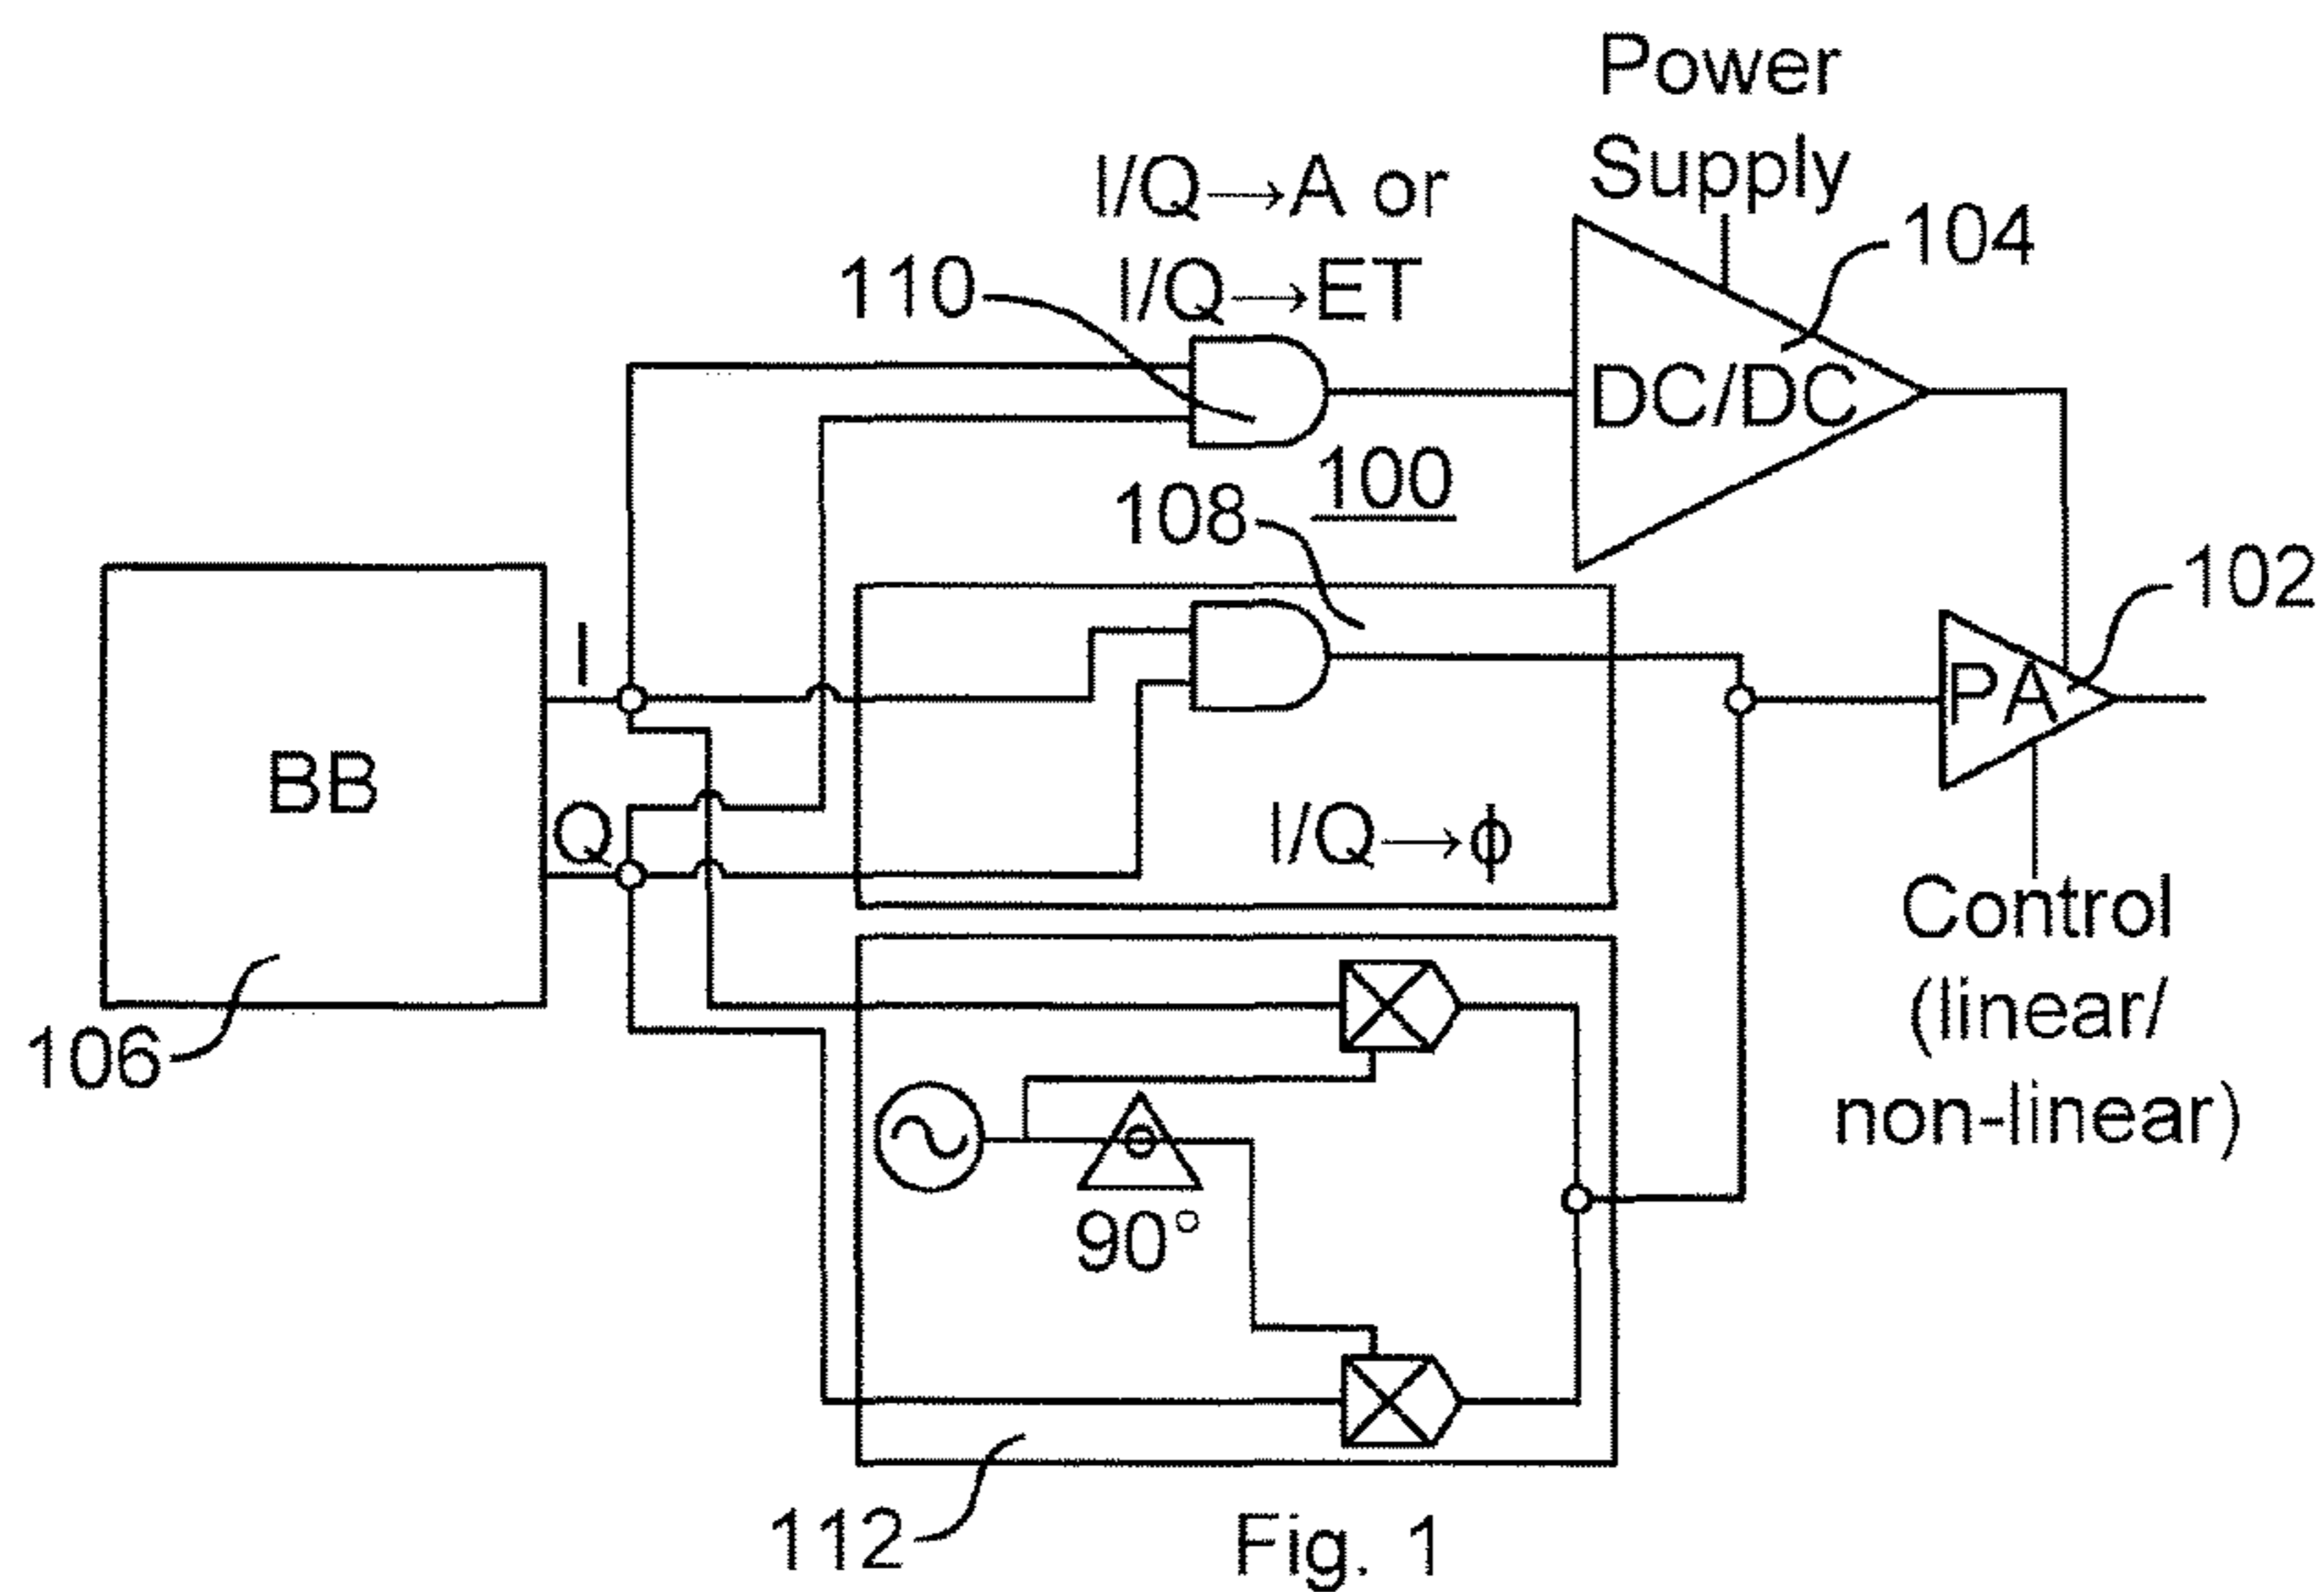 Power
Supply
I/Q→A or
I/Q→ET
110
104
DC/DC
100
108
102
I
PA
BB
Q
I/Q→ϕ
Control
(linear/
non-linear)
106
90°
112
Fig. 1